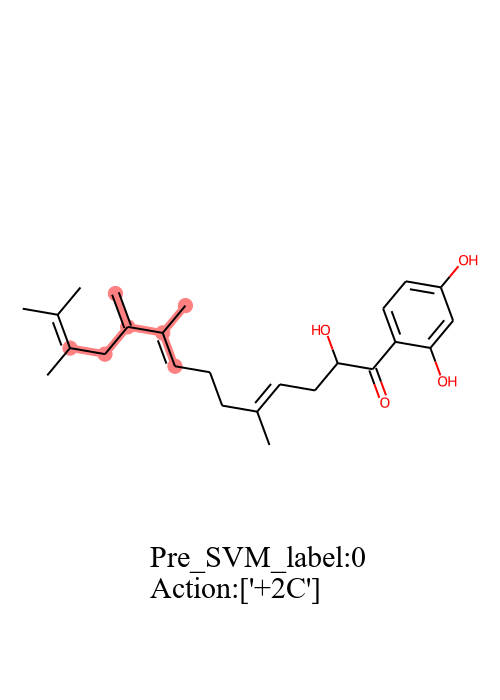 OH
HO
OH
O
Pre_SVM_label:0
Action:['+2C']